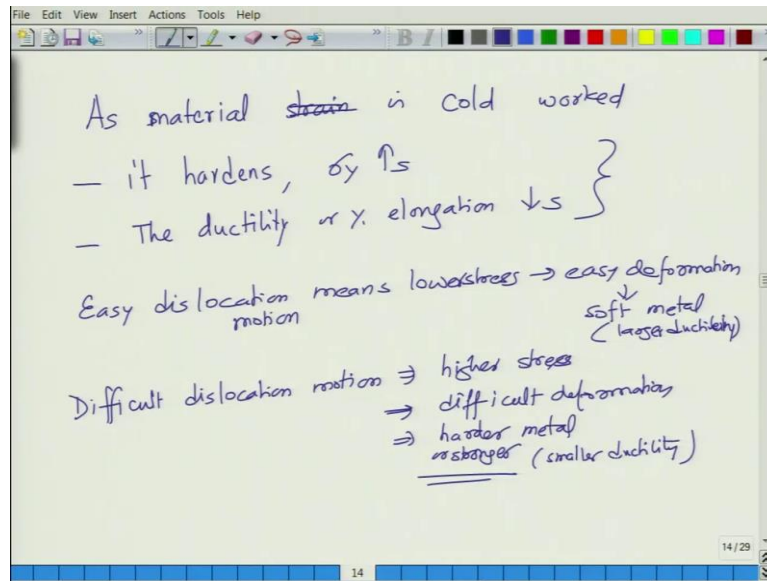 File Edit View Insert Actions Tools Help
As material strain is cold worked
— it hardens, σy ↑s
— The ductility or % elongation ↓s
Easy dislocation motion means lower stress → easy deformation
↓
soft metal
(larger ductility)
Difficult dislocation motion ⇒ higher stress
⇒ difficult deformation
⇒ harder metal
or stronger (smaller ductility)
14/29
14